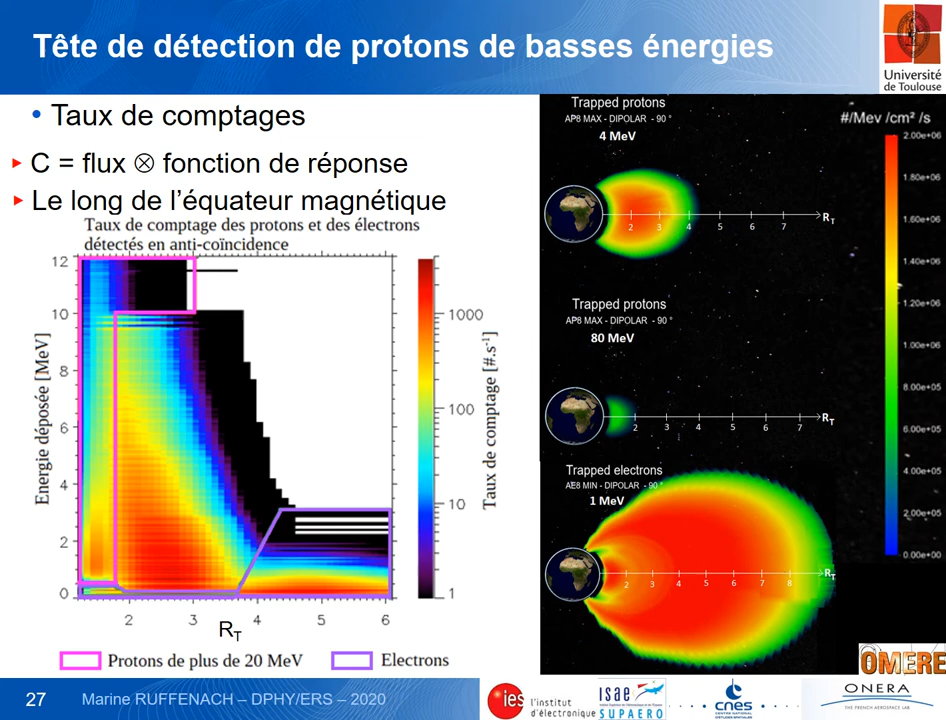 Tête de détection de protons de basses énergies
Université
de Toulouse
• Taux de comptages
C = flux ⊗ fonction de réponse
Le long de l'équateur magnétique
Taux de comptage des protons et des électrons
détectés en anti-coïncidence
12
10
8
6
4
2
0
Energie déposée [MeV]
2 3 4 5 6
R_T
1000
100
10
1
Taux de comptage [#.s⁻¹]
Protons de plus de 20 MeV
Electrons
Trapped protons
AP8 MAX - DIPOLAR - 90 °
4 MeV
2 3 4 5 6 7 R_T
Trapped protons
AP8 MAX - DIPOLAR - 90 °
80 MeV
2 3 4 5 6 7 R_T
Trapped electrons
AE8 MIN - DIPOLAR - 90 °
1 MeV
2 3 4 5 6 7 8 R_T
#/Mev /cm² /s
2.00e+06
1.80e+06
1.60e+06
1.40e+06
1.20e+06
1.00e+06
8.00e+05
6.00e+05
4.00e+05
2.00e+05
0.00e+00
OMERE
27
Marine RUFFENACH – DPHY/ERS – 2020
ies
l'institut
d'électronique
isae
SUPAERO
cnes
ONERA
THE FRENCH AEROSPACE LAB